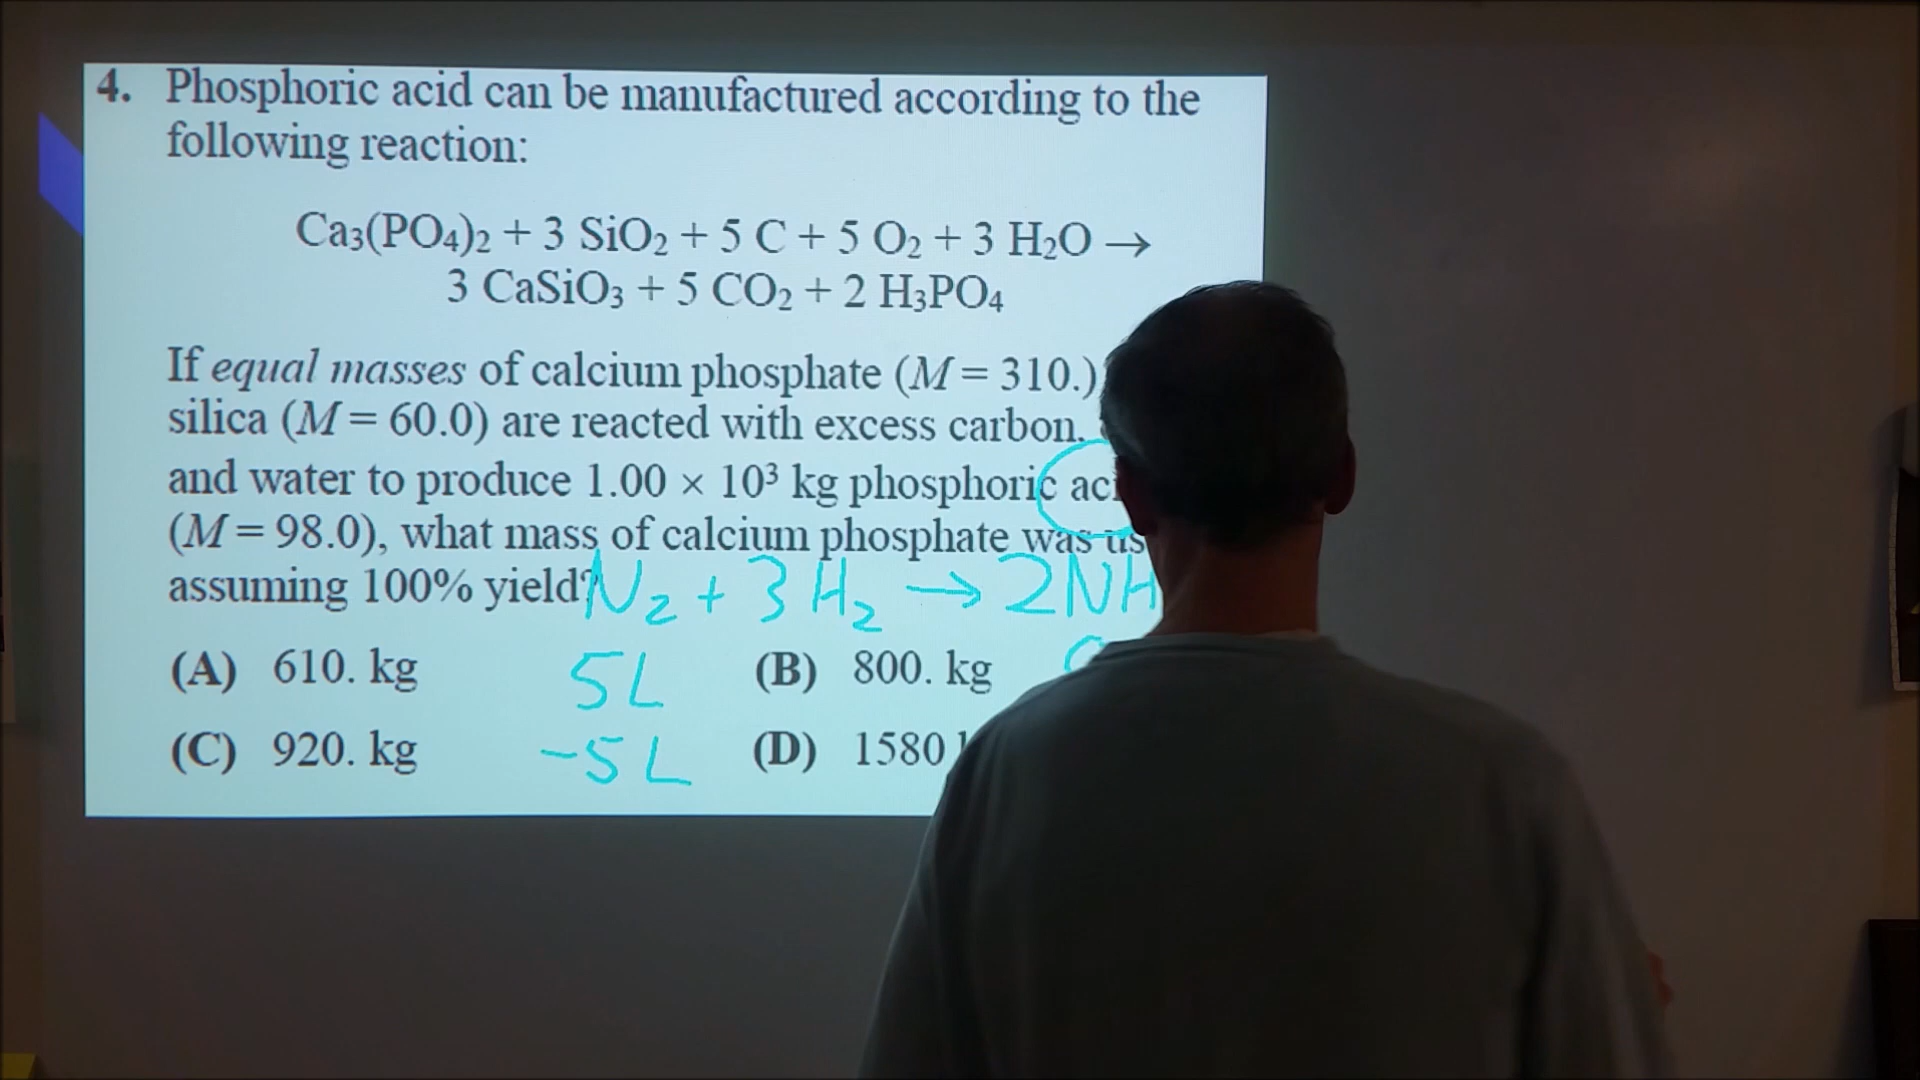 4. Phosphoric acid can be manufactured according to the
following reaction:
Ca₃(PO₄)₂ + 3 SiO₂ + 5 C + 5 O₂ + 3 H₂O →
3 CaSiO₃ + 5 CO₂ + 2 H₃PO₄
If equal masses of calcium phosphate (M = 310.)
silica (M = 60.0) are reacted with excess carbon,
and water to produce 1.00 × 10³ kg phosphoric
(M = 98.0), what mass of calcium phosphate was
assuming 100% yield?
N₂ + 3H₂ → 2NH
(A) 610. kg 5L (B) 800. kg
(C) 920. kg -5L (D) 1580